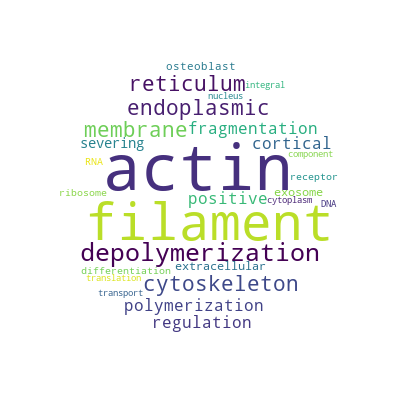 osteoblast
reticulum integral
nucleus
endoplasmic
membrane fragmentation
severing cortical
RNA component
actin
receptor
ribosome positive exosome
cytoplasm DNA
filament
depolymerization
differentiation extracellular
translation cytoskeleton
transport
polymerization
regulation